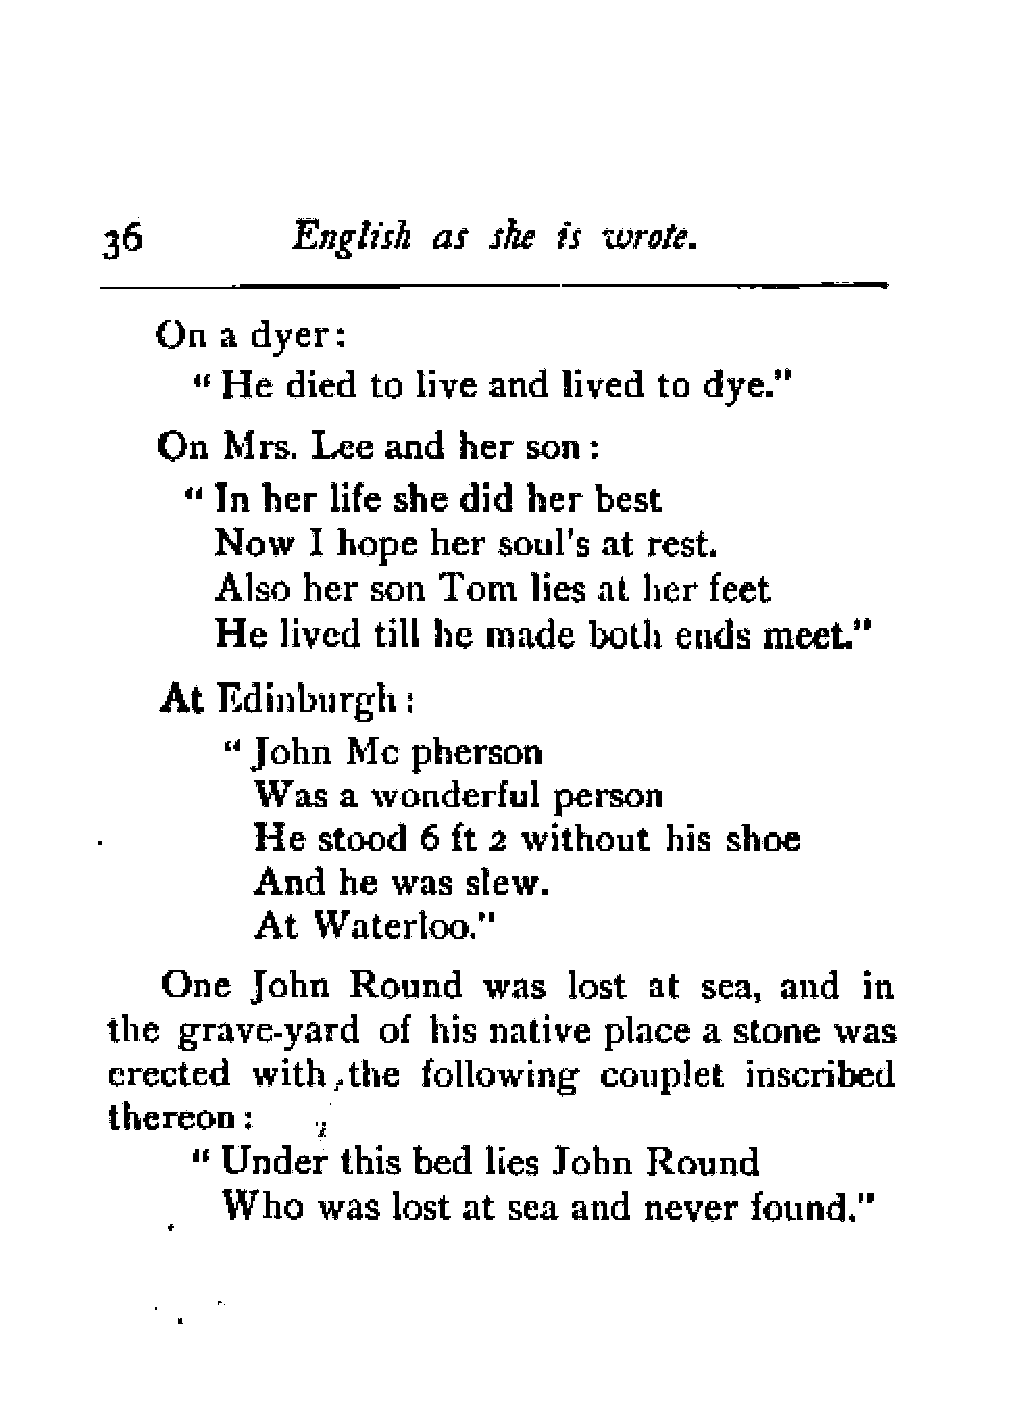 36 English as she is wrote.
On a dyer:
"He died to live and lived to dye."
On Mrs. Lee and her son:
"In her life she did her best
Now I hope her soul's at rest.
Also her son Tom lies at her feet
He lived till he made both ends meet."
At Edinburgh:
"John Mc pherson
Was a wonderful person
He stood 6 ft 2 without his shoe
And he was slew.
At Waterloo."
One John Round was lost at sea, and in
the grave-yard of his native place a stone was
erected with the following couplet inscribed
thereon:
"Under this bed lies John Round
Who was lost at sea and never found."